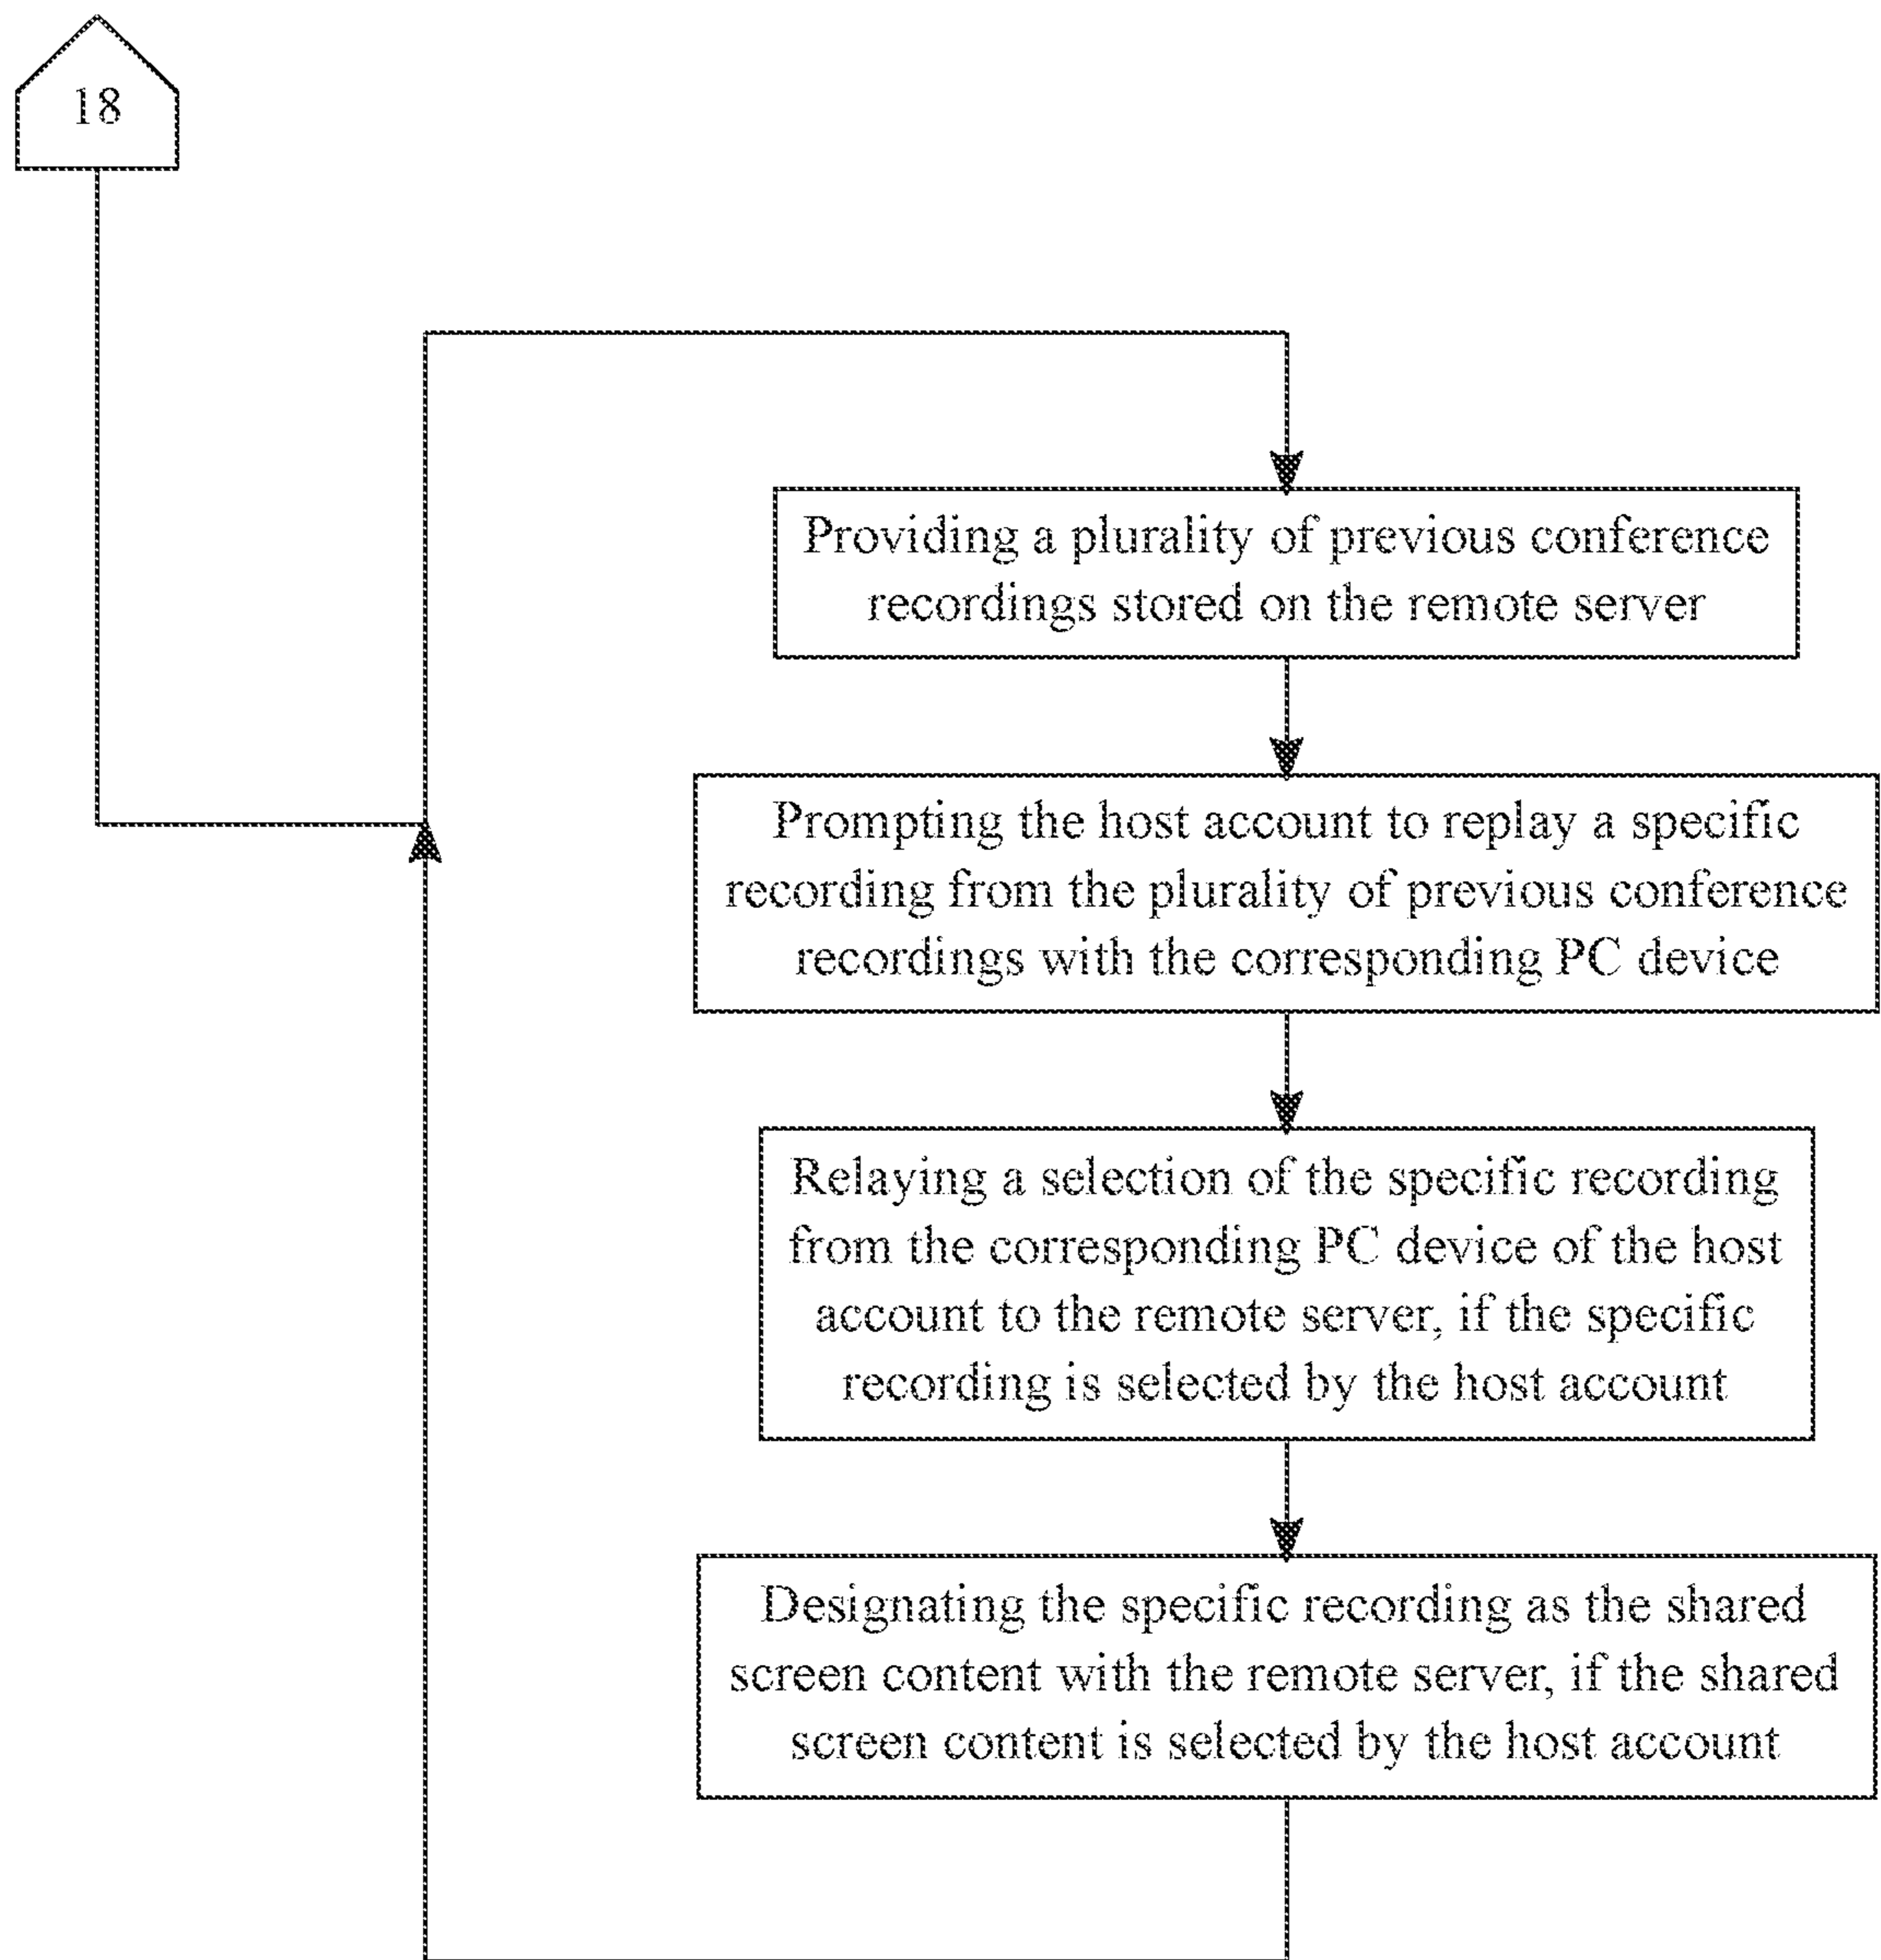 18
Providing a plurality of previous conference
recordings stored on the remote server
Prompting the host account to replay a specific
recording from the plurality of previous conference
recordings with the corresponding PC device
Relaying a selection of the specific recording
from the corresponding PC device of the host
account to the remote server, if the specific
recording is selected by the host account
Designating the specific recording as the shared
screen content with the remote server, if the shared
screen content is selected by the host account